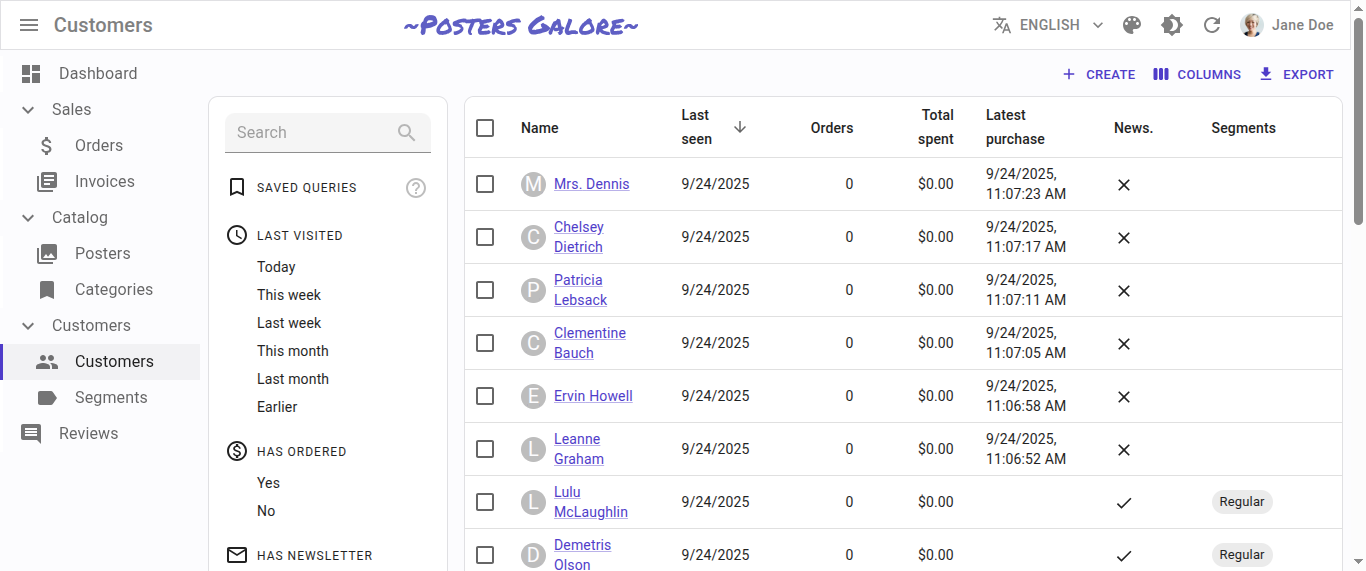 Customers
~Posters Galore~
ENGLISH
Jane Doe
Dashboard
Sales
Orders
Invoices
Catalog
Posters
Categories
Customers
Customers
Segments
Reviews
CREATE
COLUMNS
EXPORT
Search
SAVED QUERIES
?
LAST VISITED
Today
This week
Last week
This month
Last month
Earlier
HAS ORDERED
Yes
No
HAS NEWSLETTER
Name
Last
seen
Orders
Total
spent
Latest
purchase
News.
Segments
M Mrs. Dennis 9/24/2025 0 $0.00 9/24/2025,
11:07:23 AM
C Chelsey
Dietrich 9/24/2025 0 $0.00 9/24/2025,
11:07:17 AM
P Patricia
Lebsack 9/24/2025 0 $0.00 9/24/2025,
11:07:11 AM
C Clementine
Bauch 9/24/2025 0 $0.00 9/24/2025,
11:07:05 AM
E Ervin Howell 9/24/2025 0 $0.00 9/24/2025,
11:06:58 AM
L Leanne
Graham 9/24/2025 0 $0.00 9/24/2025,
11:06:52 AM
L Lulu
McLaughlin 9/24/2025 0 $0.00 Regular
D Demetris
Olson 9/24/2025 0 $0.00 Regular